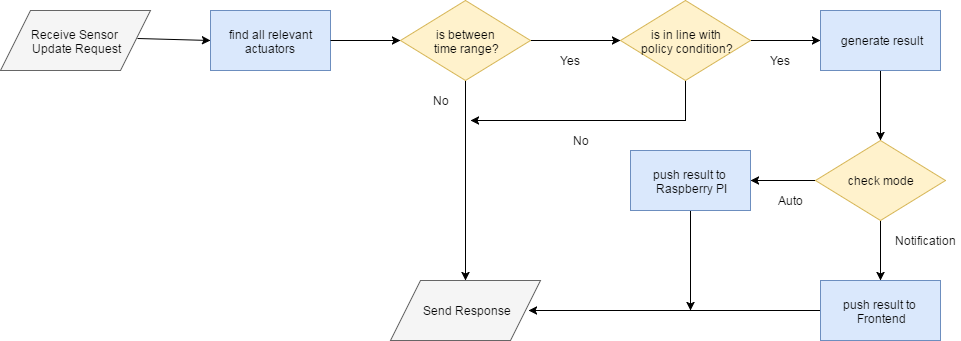 Receive Sensor
Update Request
find all relevant
actuators
is between
time range?
Yes
is in line with
policy condition?
Yes
generate result
No
No
push result to
Raspberry PI
Auto
check mode
Notification
Send Response
push result to
Frontend